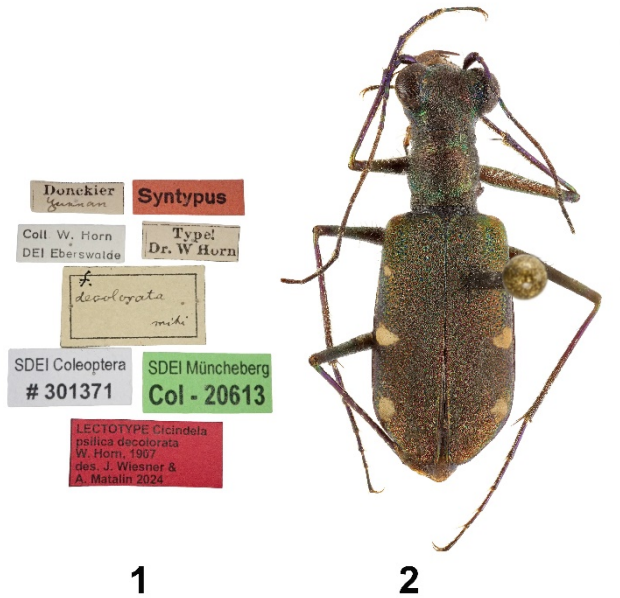 Donckier
Yunnan
Syntypus
Coll. W. Horn
DEI Eberswalde
Type!
Dr. W Horn
f.
decolorata
mihi
SDEI Coleoptera
# 301371
SDEI Müncheberg
Col - 20613
LECTOTYPE Cicindela
psilica decolorata
W. Horn, 1907
des. J. Wiesner &
A. Matalin 2024
1
2